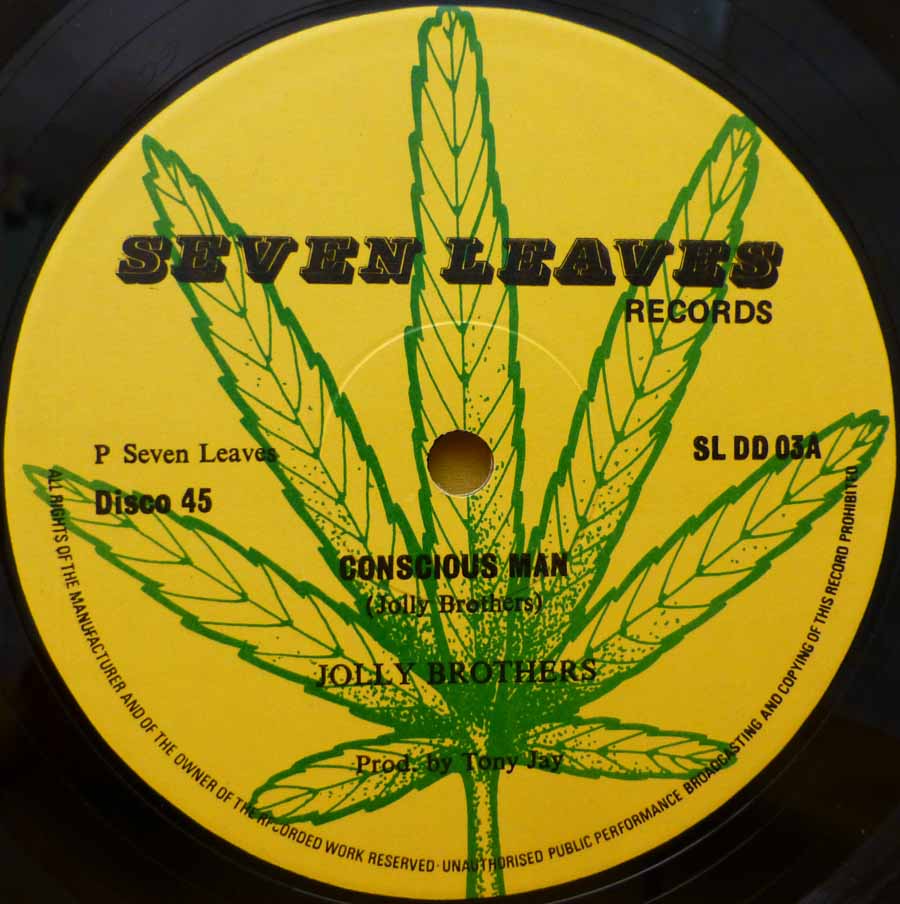 SEVEN LEAVES
RECORDS
P Seven Leaves
SL DD 03A
Disco 45
CONSCIOUS MAN
(Jolly Brothers)
JOLLY BROTHERS
Prod. by Tony Jay
ALL RIGHTS OF THE MANUFACTURER AND OF THE OWNER OF THE RECORDED WORK RESERVED · UNAUTHORISED PUBLIC PERFORMANCE BROADCASTING AND COPYING OF THIS RECORD PROHIBITED